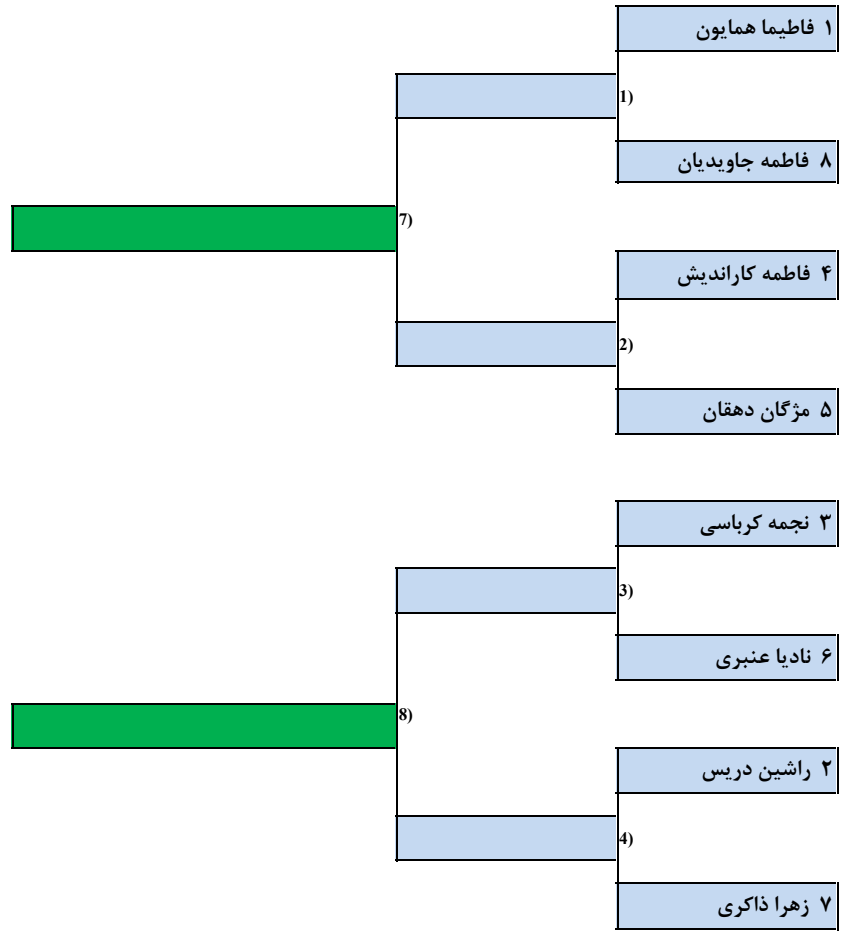 ۱ فاطیما همایون
1)
۸ فاطمه جاویدیان
7)
۴ فاطمه کاراندیش
2)
۵ مژگان دهقان
۳ نجمه کرباسی
3)
۶ نادیا عنبری
8)
۲ راشین دریس
4)
۷ زهرا ذاکری